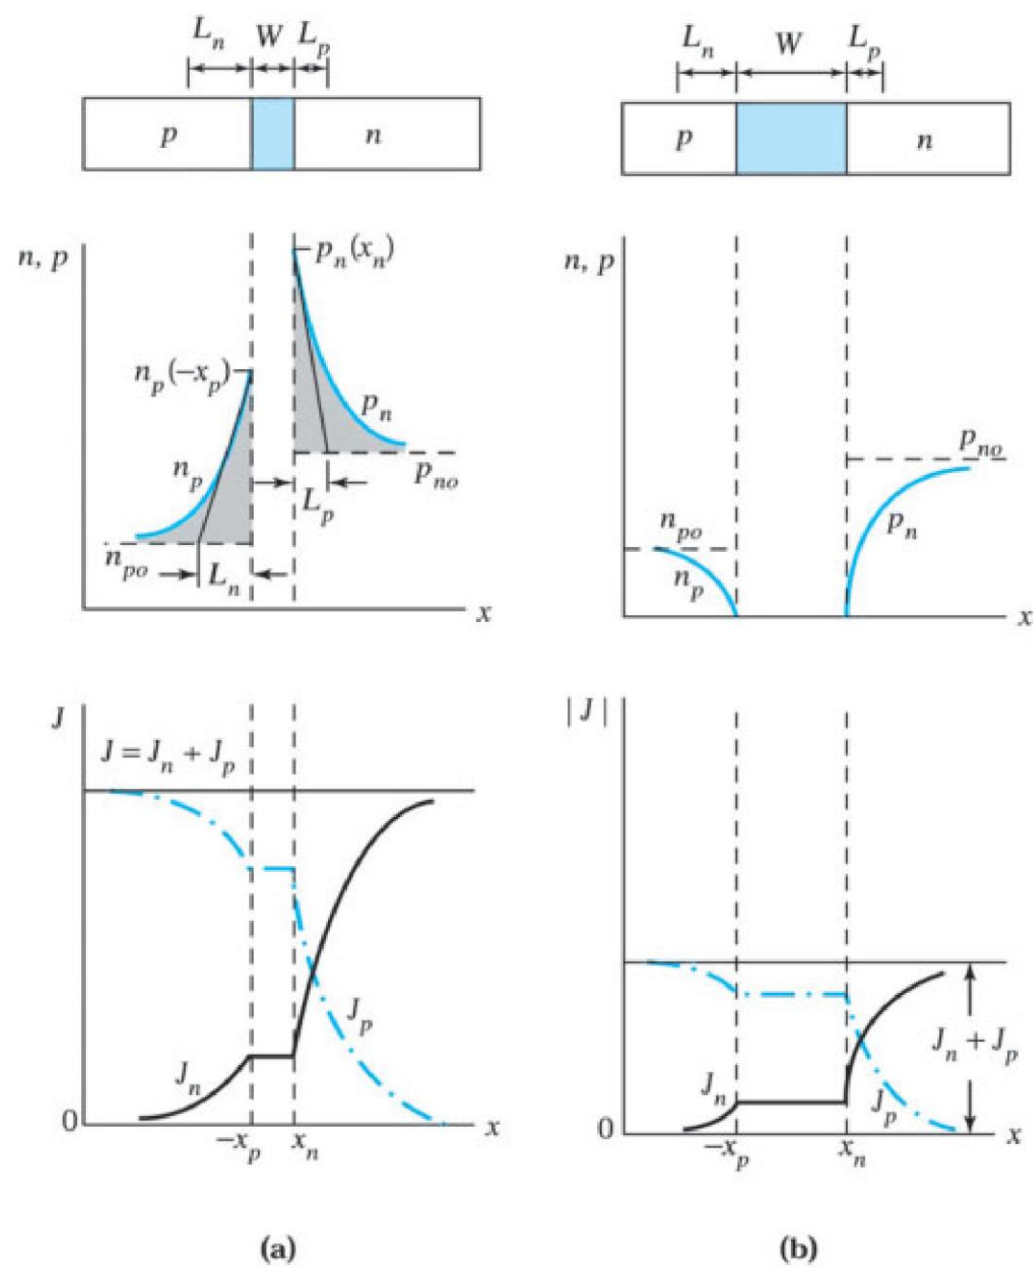 L_n W L_p
p n
n, p
p_n(x_n)
n_p(−x_p)
p_n
n_p
p_no
L_p
n_po
L_n
x
J
J = J_n + J_p
J_p
J_n
0
−x_p x_n
x
(a)
L_n W L_p
p n
n, p
p_no
n_po
p_n
n_p
x
| J |
J_n + J_p
J_n
J_p
0
−x_p x_n
x
(b)